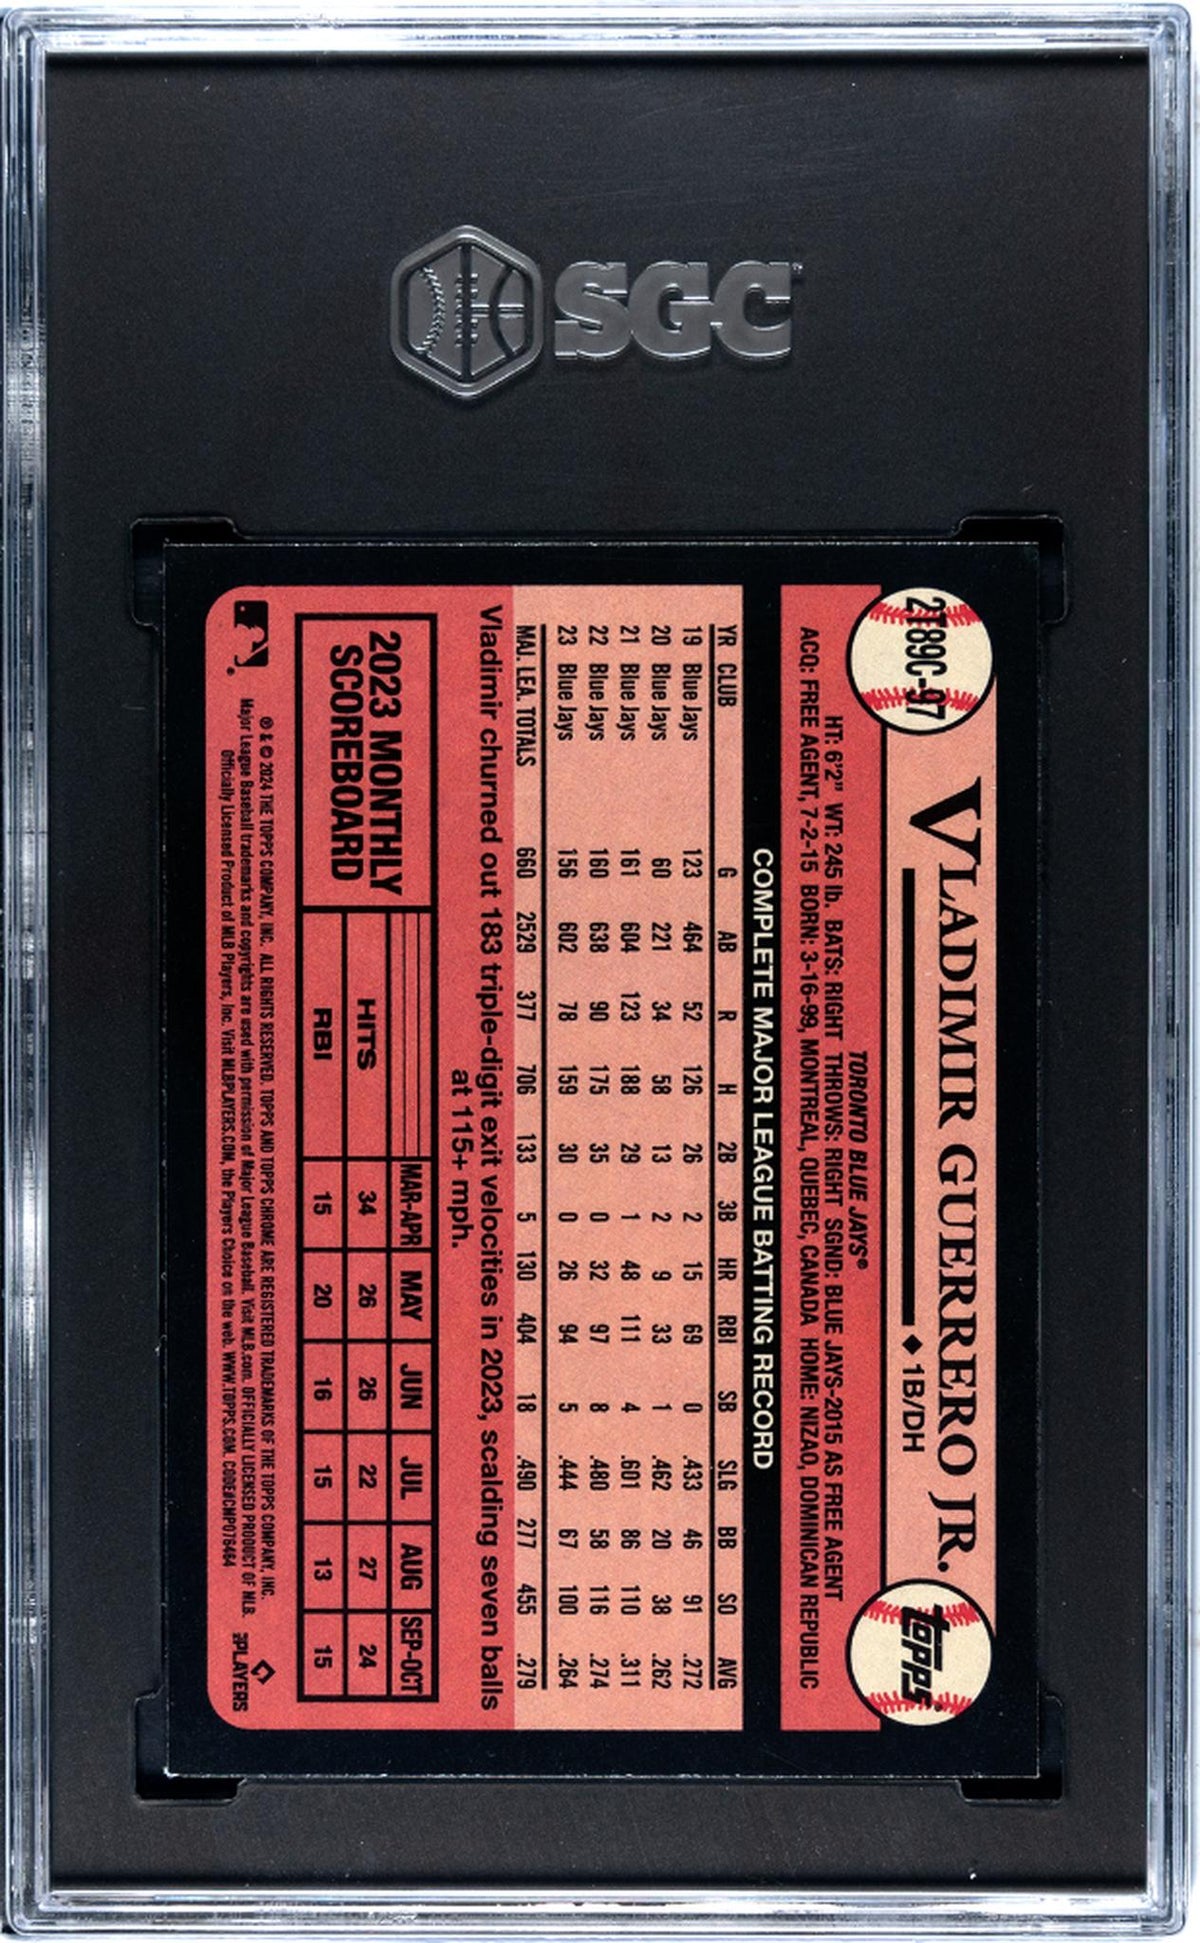 SGC
2T89C-97
VLADIMIR GUERRERO JR.
◆ 1B/DH
topps®
TORONTO BLUE JAYS®
HT: 6'2" WT: 245 lb. BATS: RIGHT THROWS: RIGHT SGND: BLUE JAYS-2015 AS FREE AGENT
ACQ: FREE AGENT, 7-2-15 BORN: 3-16-99, MONTREAL, QUEBEC, CANADA HOME: NIZAO, DOMINICAN REPUBLIC
COMPLETE MAJOR LEAGUE BATTING RECORD
YR CLUB G AB R H 2B 3B HR RBI SB SLG BB SO AVG
19 Blue Jays 123 464 52 126 26 2 15 69 0 .433 46 91 .272
20 Blue Jays 60 221 34 58 13 2 9 33 1 .462 20 38 .262
21 Blue Jays 161 604 123 188 29 1 48 111 4 .601 86 110 .311
22 Blue Jays 160 638 90 175 35 0 32 97 8 .480 58 116 .274
23 Blue Jays 156 602 78 159 30 0 26 94 5 .444 67 100 .264
MAJ. LEA. TOTALS 660 2529 377 706 133 5 130 404 18 .490 277 455 .279
Vladimir churned out 183 triple-digit exit velocities in 2023, scalding seven balls
at 115+ mph.
2023 MONTHLY
SCOREBOARD
MAR-APR MAY JUN JUL AUG SEP-OCT
HITS 34 26 26 22 27 24
RBI 15 20 16 15 13 15
® & © 2024 THE TOPPS COMPANY, INC. ALL RIGHTS RESERVED. TOPPS AND TOPPS CHROME ARE REGISTERED TRADEMARKS OF THE TOPPS COMPANY, INC.
Major League Baseball trademarks and copyrights are used with permission of Major League Baseball. Visit MLB.com. OFFICIALLY LICENSED PRODUCT OF MLB
Officially Licensed Product of MLB Players, Inc. Visit MLBPLAYERS.COM, the Players Choice on the web. WWW.TOPPS.COM. CODE#CMP076464
PLAYERS